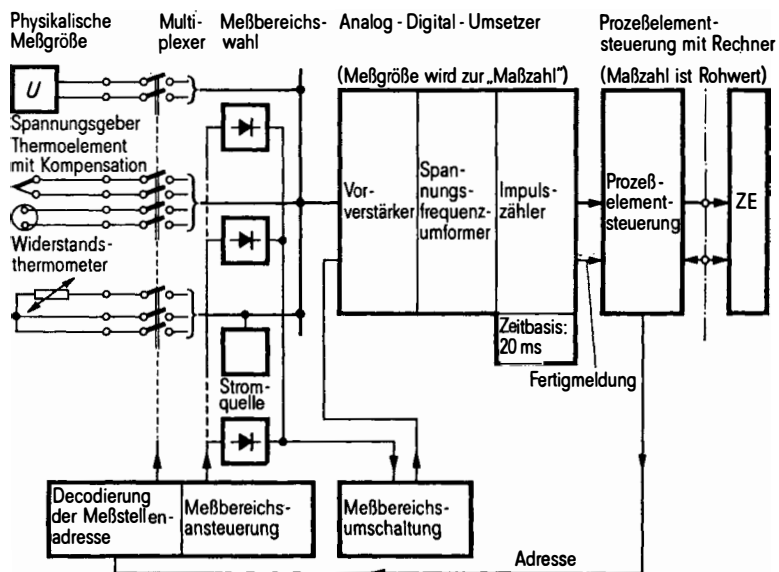 Physikalische
Meßgröße
Multi-
plexer
Meßbereichs-
wahl
Analog - Digital - Umsetzer
Prozeßelement-
steuerung mit Rechner
(Meßgröße wird zur „Maßzahl")
(Maßzahl ist Rohwert)
U
Spannungsgeber
Thermoelement
mit Kompensation
Widerstands-
thermometer
Strom-
quelle
Vor-
verstärker
Span-
nungs-
frequenz-
umformer
Impuls-
zähler
Zeitbasis:
20 ms
Prozeß-
element-
steuerung
ZE
Fertigmeldung
Decodierung
der Meßstellen-
adresse
Meßbereichs-
ansteuerung
Meßbereichs-
umschaltung
Adresse